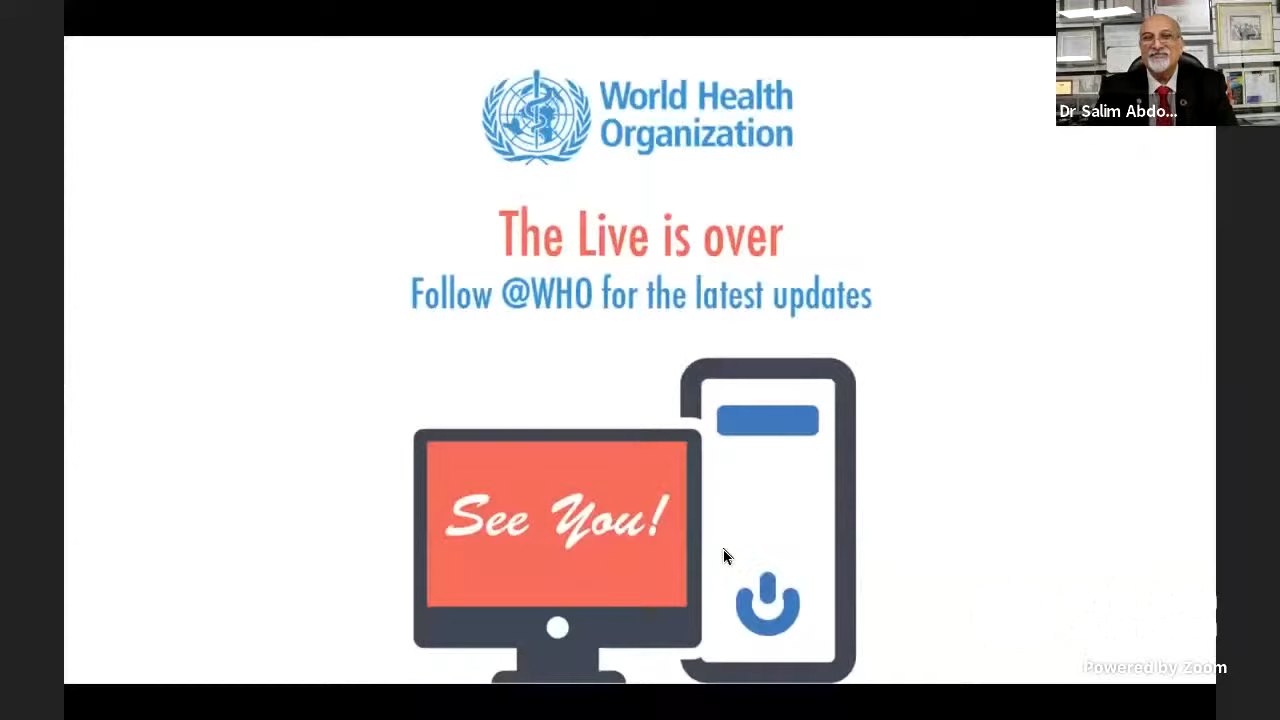 World Health
Organization
Dr Salim Abdo...
The Live is over
Follow @WHO for the latest updates
See You!
Powered by Zoom